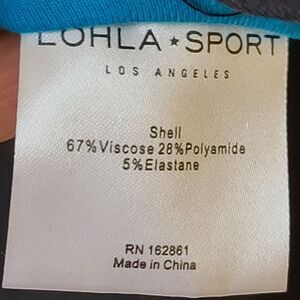 LOHLA ★ SPORT
LOS ANGELES
Shell
67%Viscose 28%Polyamide
5%Elastane
RN 162861
Made in China